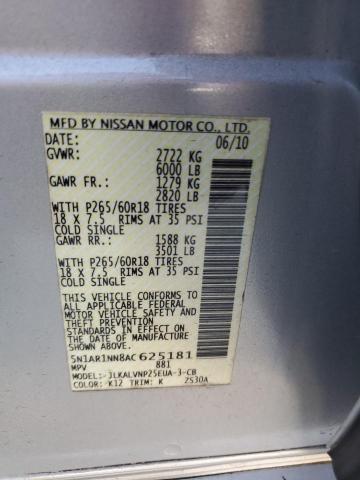 MFD BY NISSAN MOTOR CO., LTD.
DATE: 06/10
GVWR: 2722 KG
6000 LB
GAWR FR.: 1279 KG
2820 LB
WITH P265/60R18 TIRES
18 X 7.5 RIMS AT 35 PSI
COLD SINGLE
GAWR RR.: 1588 KG
3501 LB
WITH P265/60R18 TIRES
18 X 7.5 RIMS AT 35 PSI
COLD SINGLE
THIS VEHICLE CONFORMS TO
ALL APPLICABLE FEDERAL
MOTOR VEHICLE SAFETY AND
THEFT PREVENTION
STANDARDS IN EFFECT ON
THE DATE OF MANUFACTURE
SHOWN ABOVE.
5N1AR1NN8AC625181
MPV 881
MODEL: JLKALVNP25EUA-3-CB
COLOR: K12 TRIM: K ZS30A